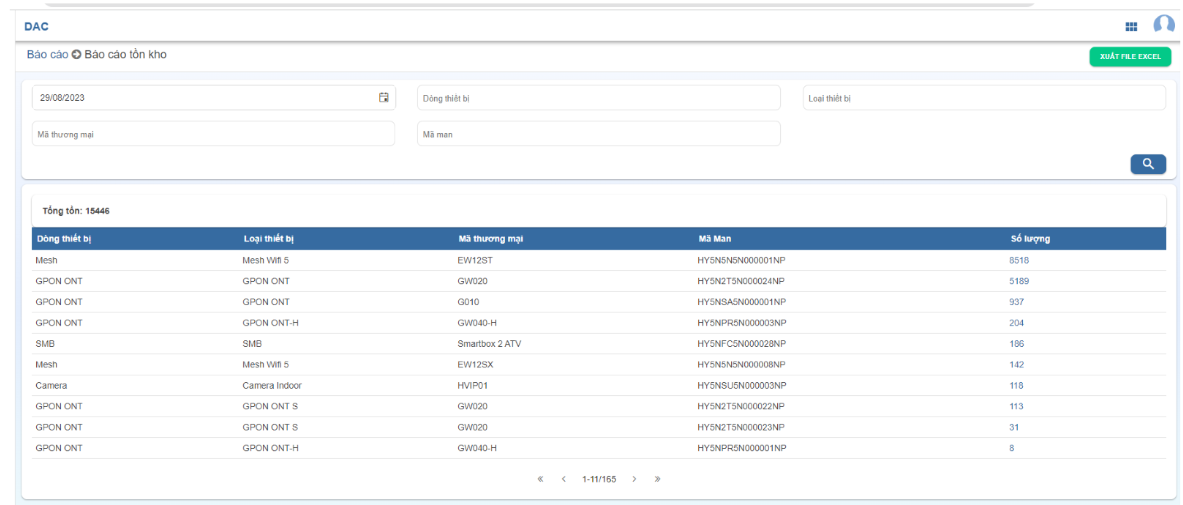 DAC
Báo cáo Báo cáo tồn kho
XUẤT FILE EXCEL
29/08/2023 Dòng thiết bị Loại thiết bị
Mã thương mại Mã man
Tổng tồn: 15446
Dòng thiết bị Loại thiết bị Mã thương mại Mã Man Số lượng
Mesh Mesh Wifi 5 EW12ST HY5N5N5N000001NP 8518
GPON ONT GPON ONT GW020 HY5N2T5N000024NP 5189
GPON ONT GPON ONT G010 HY5NSA5N000001NP 937
GPON ONT GPON ONT-H GW040-H HY5NPR5N000003NP 204
SMB SMB Smartbox 2 ATV HY5NFC5N000028NP 186
Mesh Mesh Wifi 5 EW12SX HY5N5N5N000008NP 142
Camera Camera Indoor HVIP01 HY5NSU5N000003NP 118
GPON ONT GPON ONT S GW020 HY5N2T5N000022NP 113
GPON ONT GPON ONT S GW020 HY5N2T5N000023NP 31
GPON ONT GPON ONT-H GW040-H HY5NPR5N000001NP 8
« < 1-11/165 > »